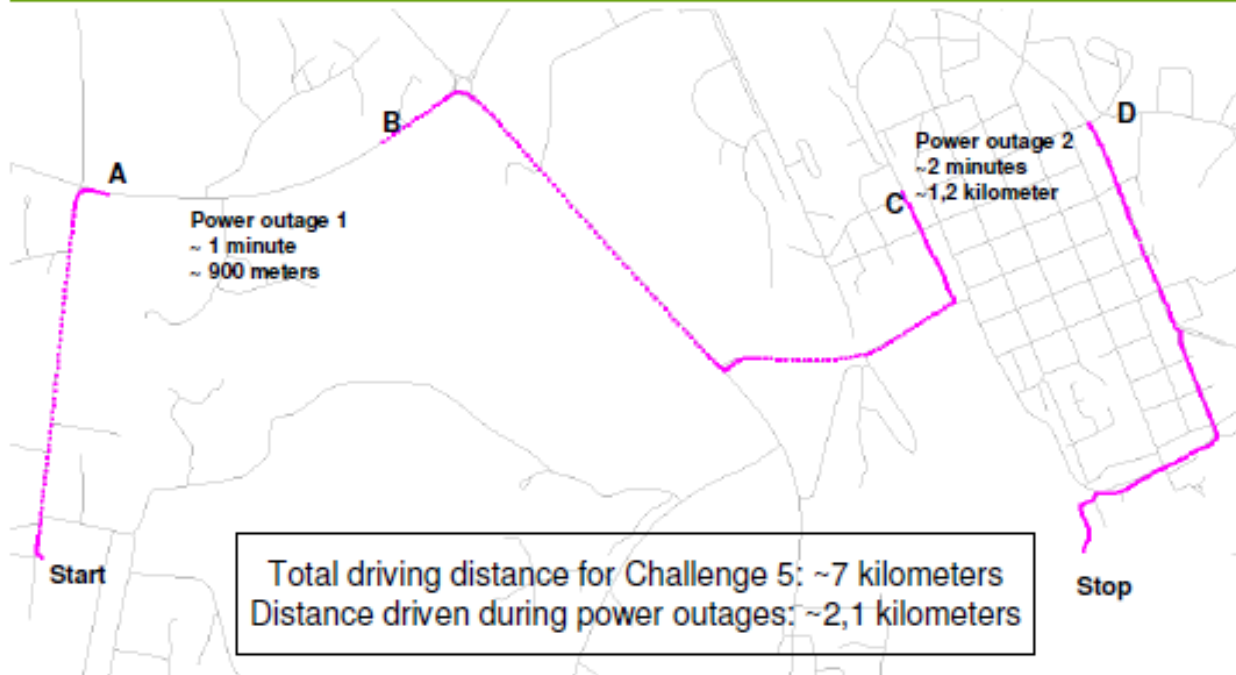 B
D
Power outage 2
~2 minutes
~1,2 kilometer
A
C
Power outage 1
~ 1 minute
~ 900 meters
Start
Total driving distance for Challenge 5: ~7 kilometers
Distance driven during power outages: ~2,1 kilometers
Stop